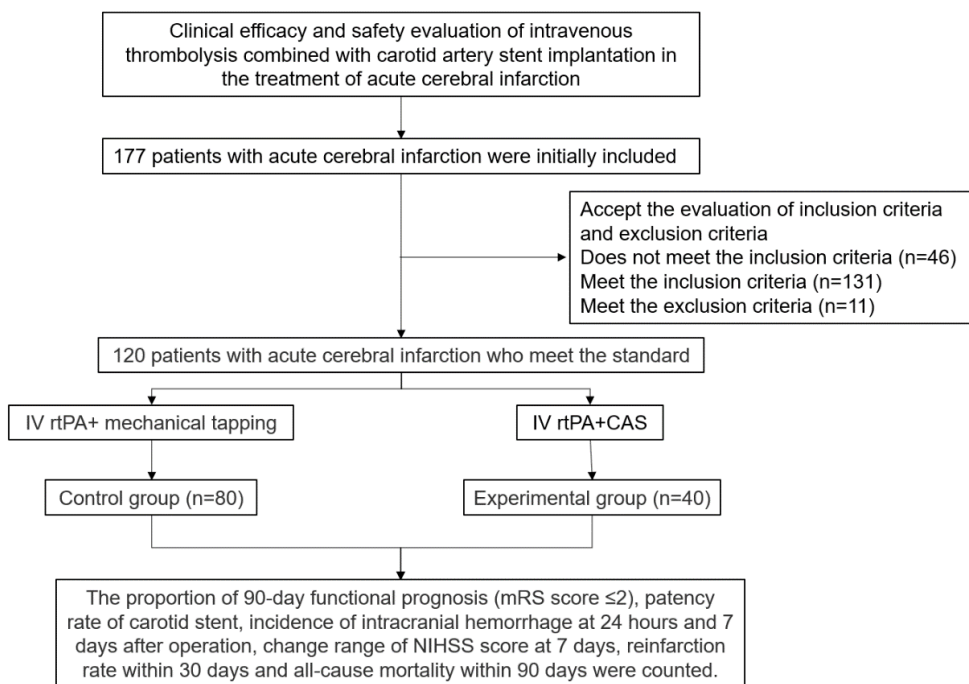 Clinical efficacy and safety evaluation of intravenous
thrombolysis combined with carotid artery stent implantation in
the treatment of acute cerebral infarction
177 patients with acute cerebral infarction were initially included
Accept the evaluation of inclusion criteria
and exclusion criteria
Does not meet the inclusion criteria (n=46)
Meet the inclusion criteria (n=131)
Meet the exclusion criteria (n=11)
120 patients with acute cerebral infarction who meet the standard
IV rtPA+ mechanical tapping
IV rtPA+CAS
Control group (n=80)
Experimental group (n=40)
The proportion of 90-day functional prognosis (mRS score ≤2), patency
rate of carotid stent, incidence of intracranial hemorrhage at 24 hours and 7
days after operation, change range of NIHSS score at 7 days, reinfarction
rate within 30 days and all-cause mortality within 90 days were counted.